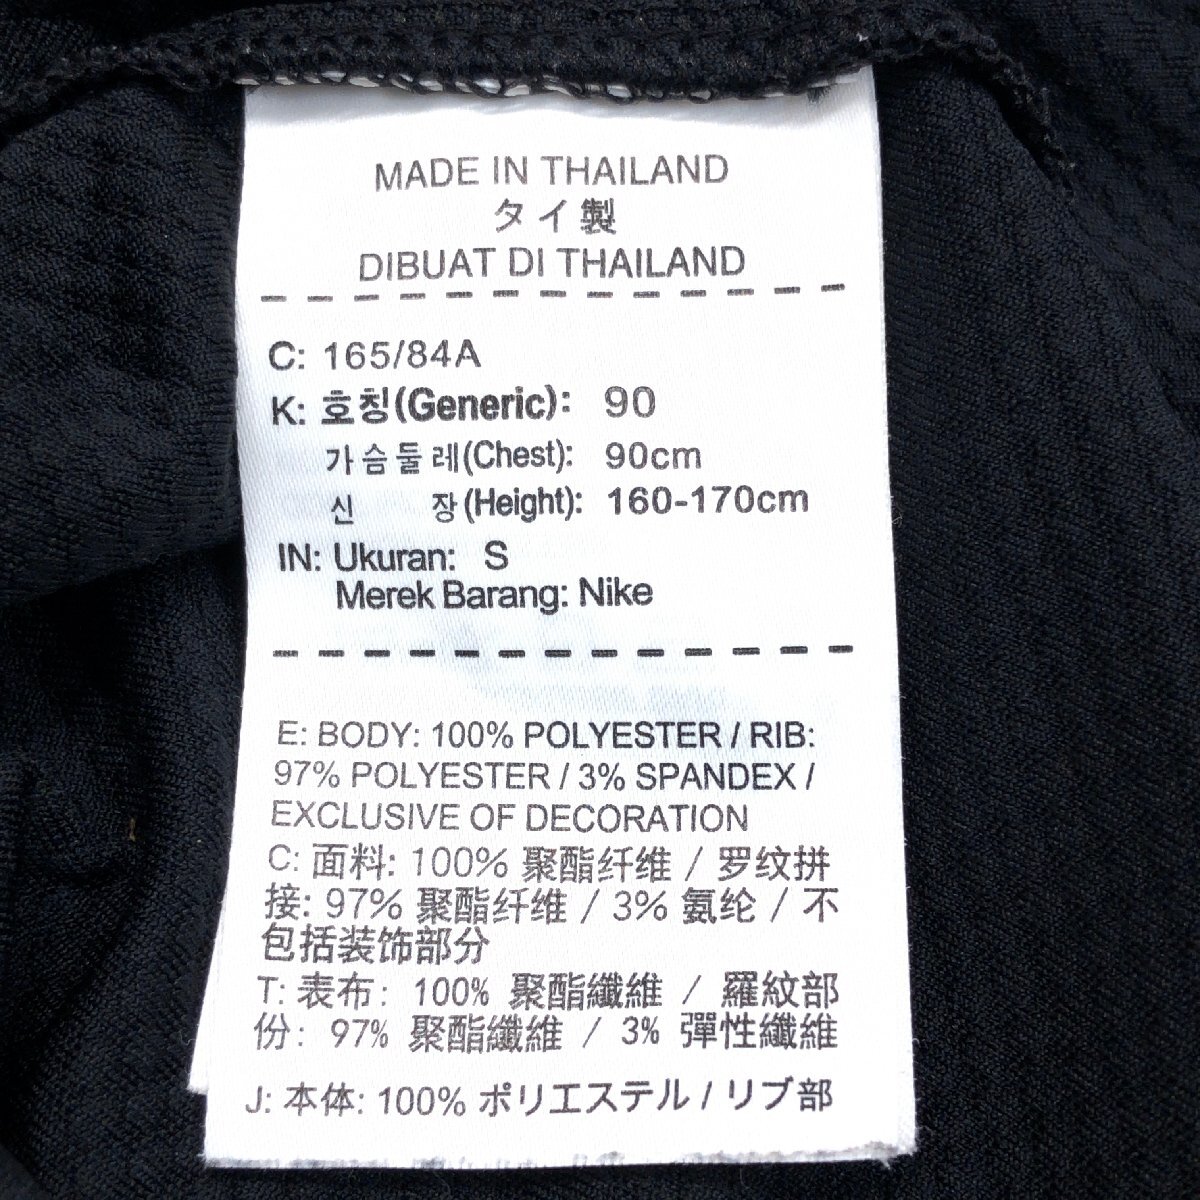 MADE IN THAILAND
タイ製
DIBUAT DI THAILAND
C: 165/84A
K: 호칭(Generic): 90
가슴둘레(Chest): 90cm
신 장(Height): 160-170cm
IN: Ukuran: S
Merek Barang: Nike
E: BODY: 100% POLYESTER / RIB:
97% POLYESTER / 3% SPANDEX /
EXCLUSIVE OF DECORATION
C: 面料: 100% 聚酯纤维 / 罗纹拼
接: 97% 聚酯纤维 / 3% 氨纶 / 不
包括装饰部分
T: 表布: 100% 聚酯纖維 / 羅紋部
份: 97% 聚酯纖維 / 3% 彈性纖維
J: 本体: 100% ポリエステル / リブ部